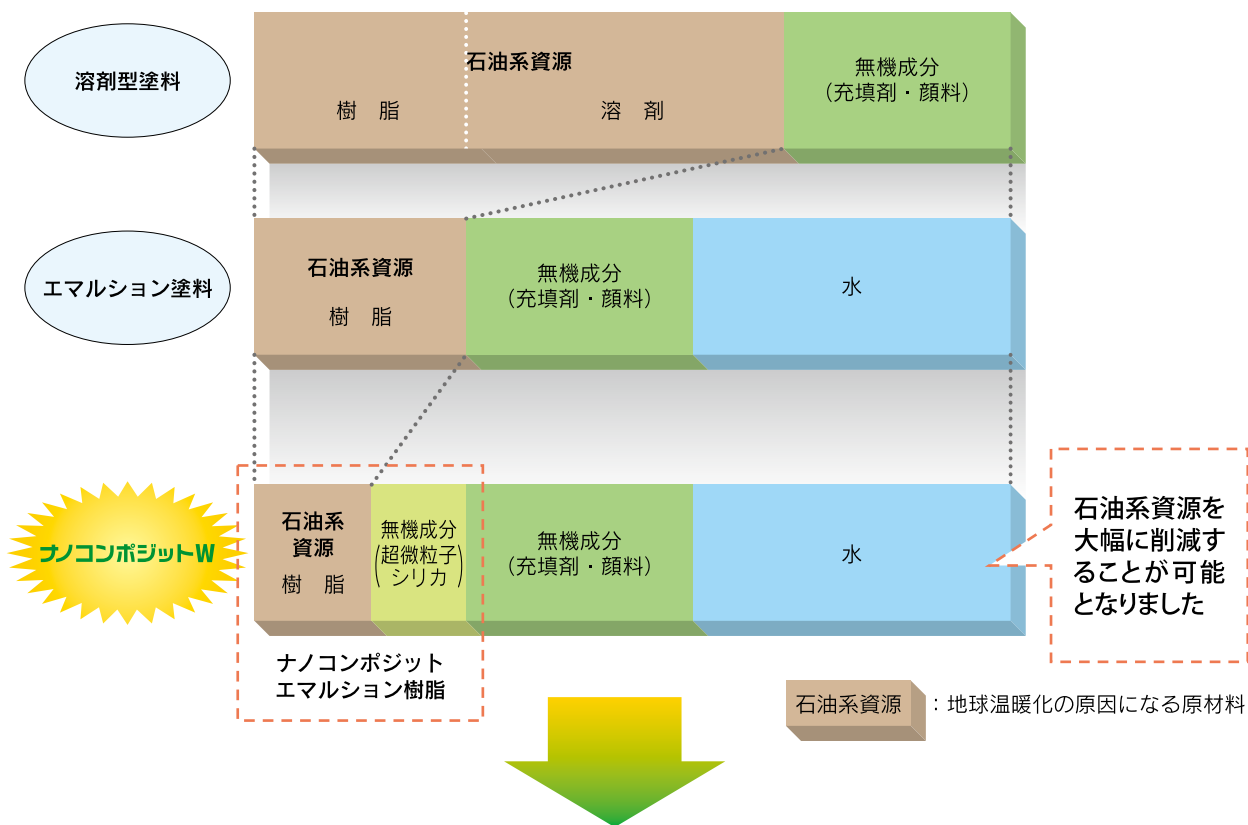 溶剤型塗料
石油系資源
樹 脂
溶 剤
無機成分
(充填剤・顔料)
エマルション塗料
石油系資源
樹 脂
無機成分
(充填剤・顔料)
水
ナノコンポジットW
石油系
資源
樹 脂
無機成分
(超微粒子
シリカ)
無機成分
(充填剤・顔料)
水
石油系資源を
大幅に削減す
ることが可能
となりました
ナノコンポジット
エマルション樹脂
石油系資源 :地球温暖化の原因になる原材料